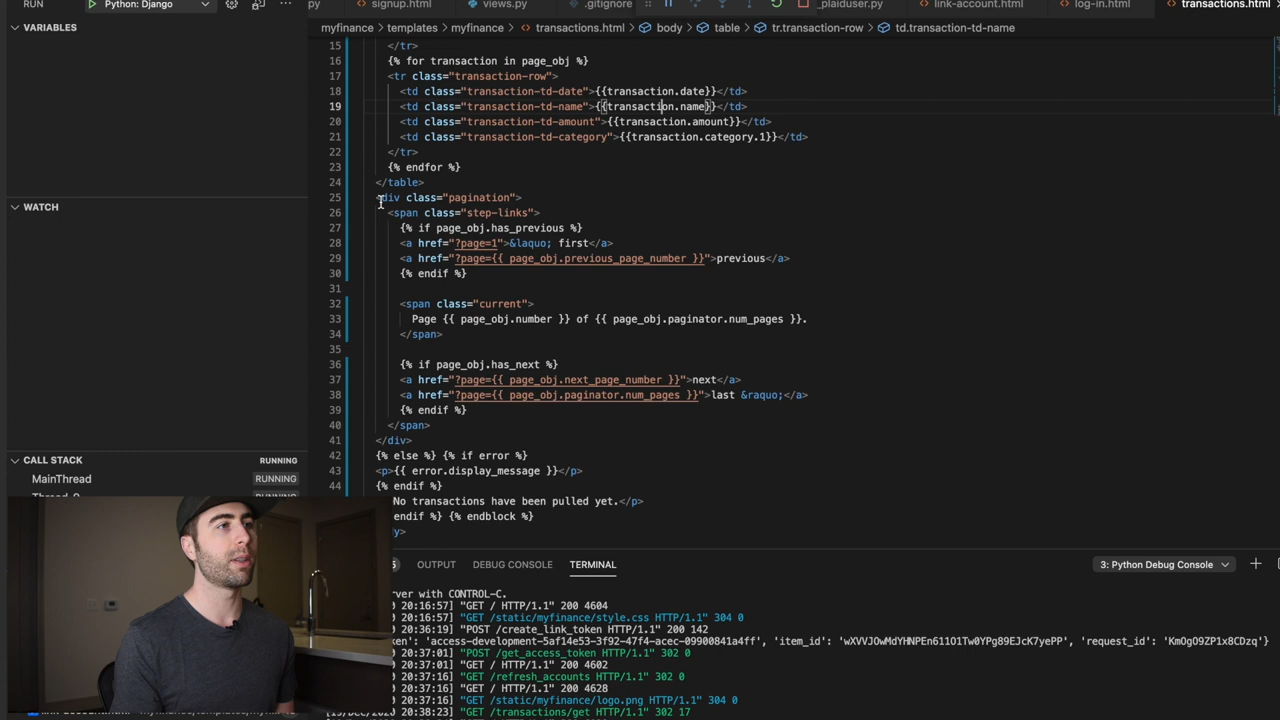 RUN
Python: Django
...
py
signup.html
views.py
.gitignore
_plaiduser.py
link-account.html
log-in.html
transactions.html
VARIABLES
myfinance > templates > myfinance > transactions.html > body > table > tr.transaction-row > td.transaction-td-name
15 </tr>
16 {% for transaction in page_obj %}
17 <tr class="transaction-row">
18 <td class="transaction-td-date">{{transaction.date}}</td>
19 <td class="transaction-td-name">{{transaction.name}}</td>
20 <td class="transaction-td-amount">{{transaction.amount}}</td>
21 <td class="transaction-td-category">{{transaction.category.1}}</td>
22 </tr>
23 {% endfor %}
24 </table>
WATCH
25 <div class="pagination">
26 <span class="step-links">
27 {% if page_obj.has_previous %}
28 <a href="?page=1">&laquo; first</a>
29 <a href="?page={{ page_obj.previous_page_number }}">previous</a>
30 {% endif %}
31
32 <span class="current">
33 Page {{ page_obj.number }} of {{ page_obj.paginator.num_pages }}.
34 </span>
35
36 {% if page_obj.has_next %}
37 <a href="?page={{ page_obj.next_page_number }}">next</a>
38 <a href="?page={{ page_obj.paginator.num_pages }}">last &raquo;</a>
39 {% endif %}
40 </span>
41 </div>
42 {% else %} {% if error %}
43 <p>{{ error.display_message }}</p>
44 {% endif %}
No transactions have been pulled yet.</p>
endif %} {% endblock %}
y>
CALL STACK RUNNING
MainThread RUNNING
RUNNING
OUTPUT DEBUG CONSOLE TERMINAL 3: Python Debug Console
rver with CONTROL-C.
20:16:57] "GET / HTTP/1.1" 200 4604
20:16:57] "GET /static/myfinance/style.css HTTP/1.1" 304 0
20:36:19] "POST /create_link_token HTTP/1.1" 200 142
'access-development-5af14e53-3f92-47f4-acec-09900841a4ff', 'item_id': 'request_id':
20:37:01] "POST /get_access_token HTTP/1.1" 302 0
20:37:01] "GET / HTTP/1.1" 200 4602
20:37:16] "GET /refresh_accounts HTTP/1.1" 302 0
20:37:16] "GET / HTTP/1.1" 200 4628
20:37:16] "GET /static/myfinance/logo.png HTTP/1.1" 304 0
20:38:23] "GET /transactions/get HTTP/1.1" 302 17